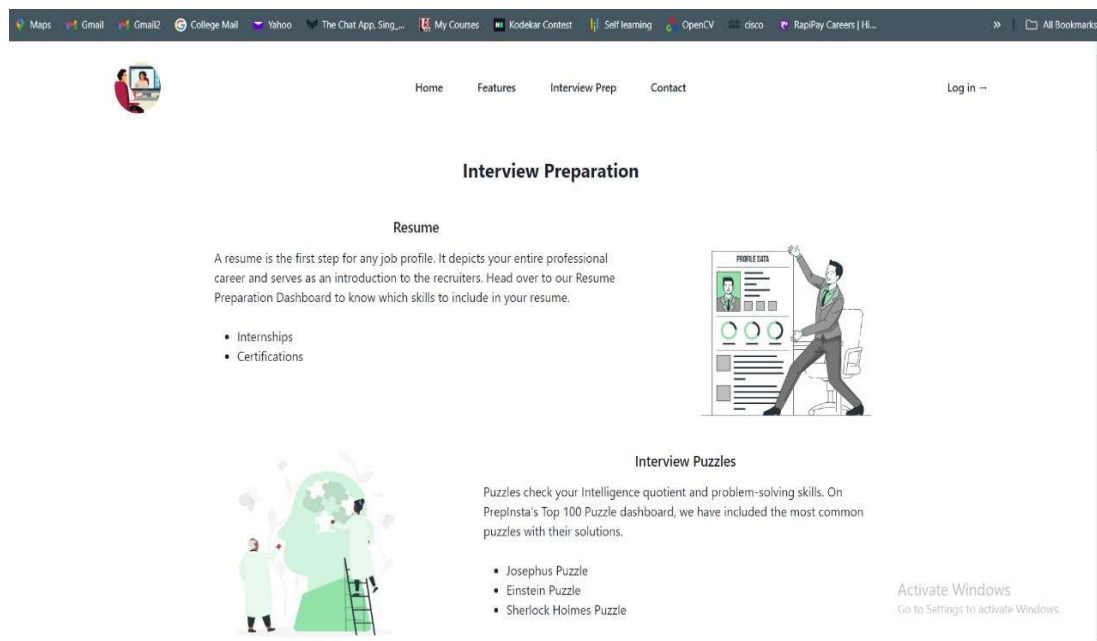 Maps Gmail Gmail2 College Mail Yahoo The Chat App, Sing_... My Courses Kodekar Contest Self learning OpenCV cisco RapiPay Careers | Hi... » All Bookmarks
Home Features Interview Prep Contact Log in →
Interview Preparation
Resume
A resume is the first step for any job profile. It depicts your entire professional
career and serves as an introduction to the recruiters. Head over to our Resume
Preparation Dashboard to know which skills to include in your resume.
• Internships
• Certifications
PROFILE DATA
Interview Puzzles
Puzzles check your Intelligence quotient and problem-solving skills. On
PrepInsta's Top 100 Puzzle dashboard, we have included the most common
puzzles with their solutions.
• Josephus Puzzle
• Einstein Puzzle
• Sherlock Holmes Puzzle
Activate Windows
Go to Settings to activate Windows.